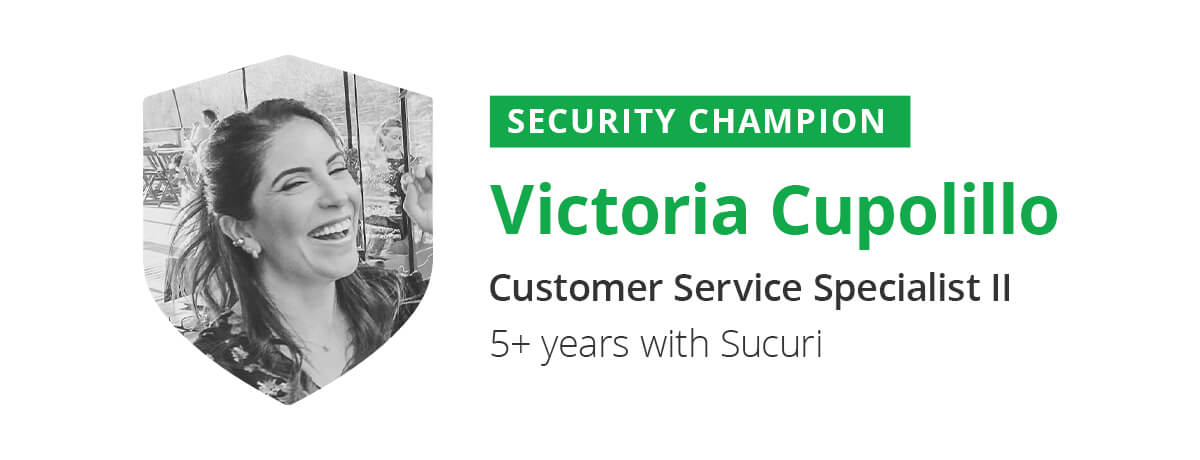 SECURITY CHAMPION
Victoria Cupolillo
Customer Service Specialist II
5+ years with Sucuri